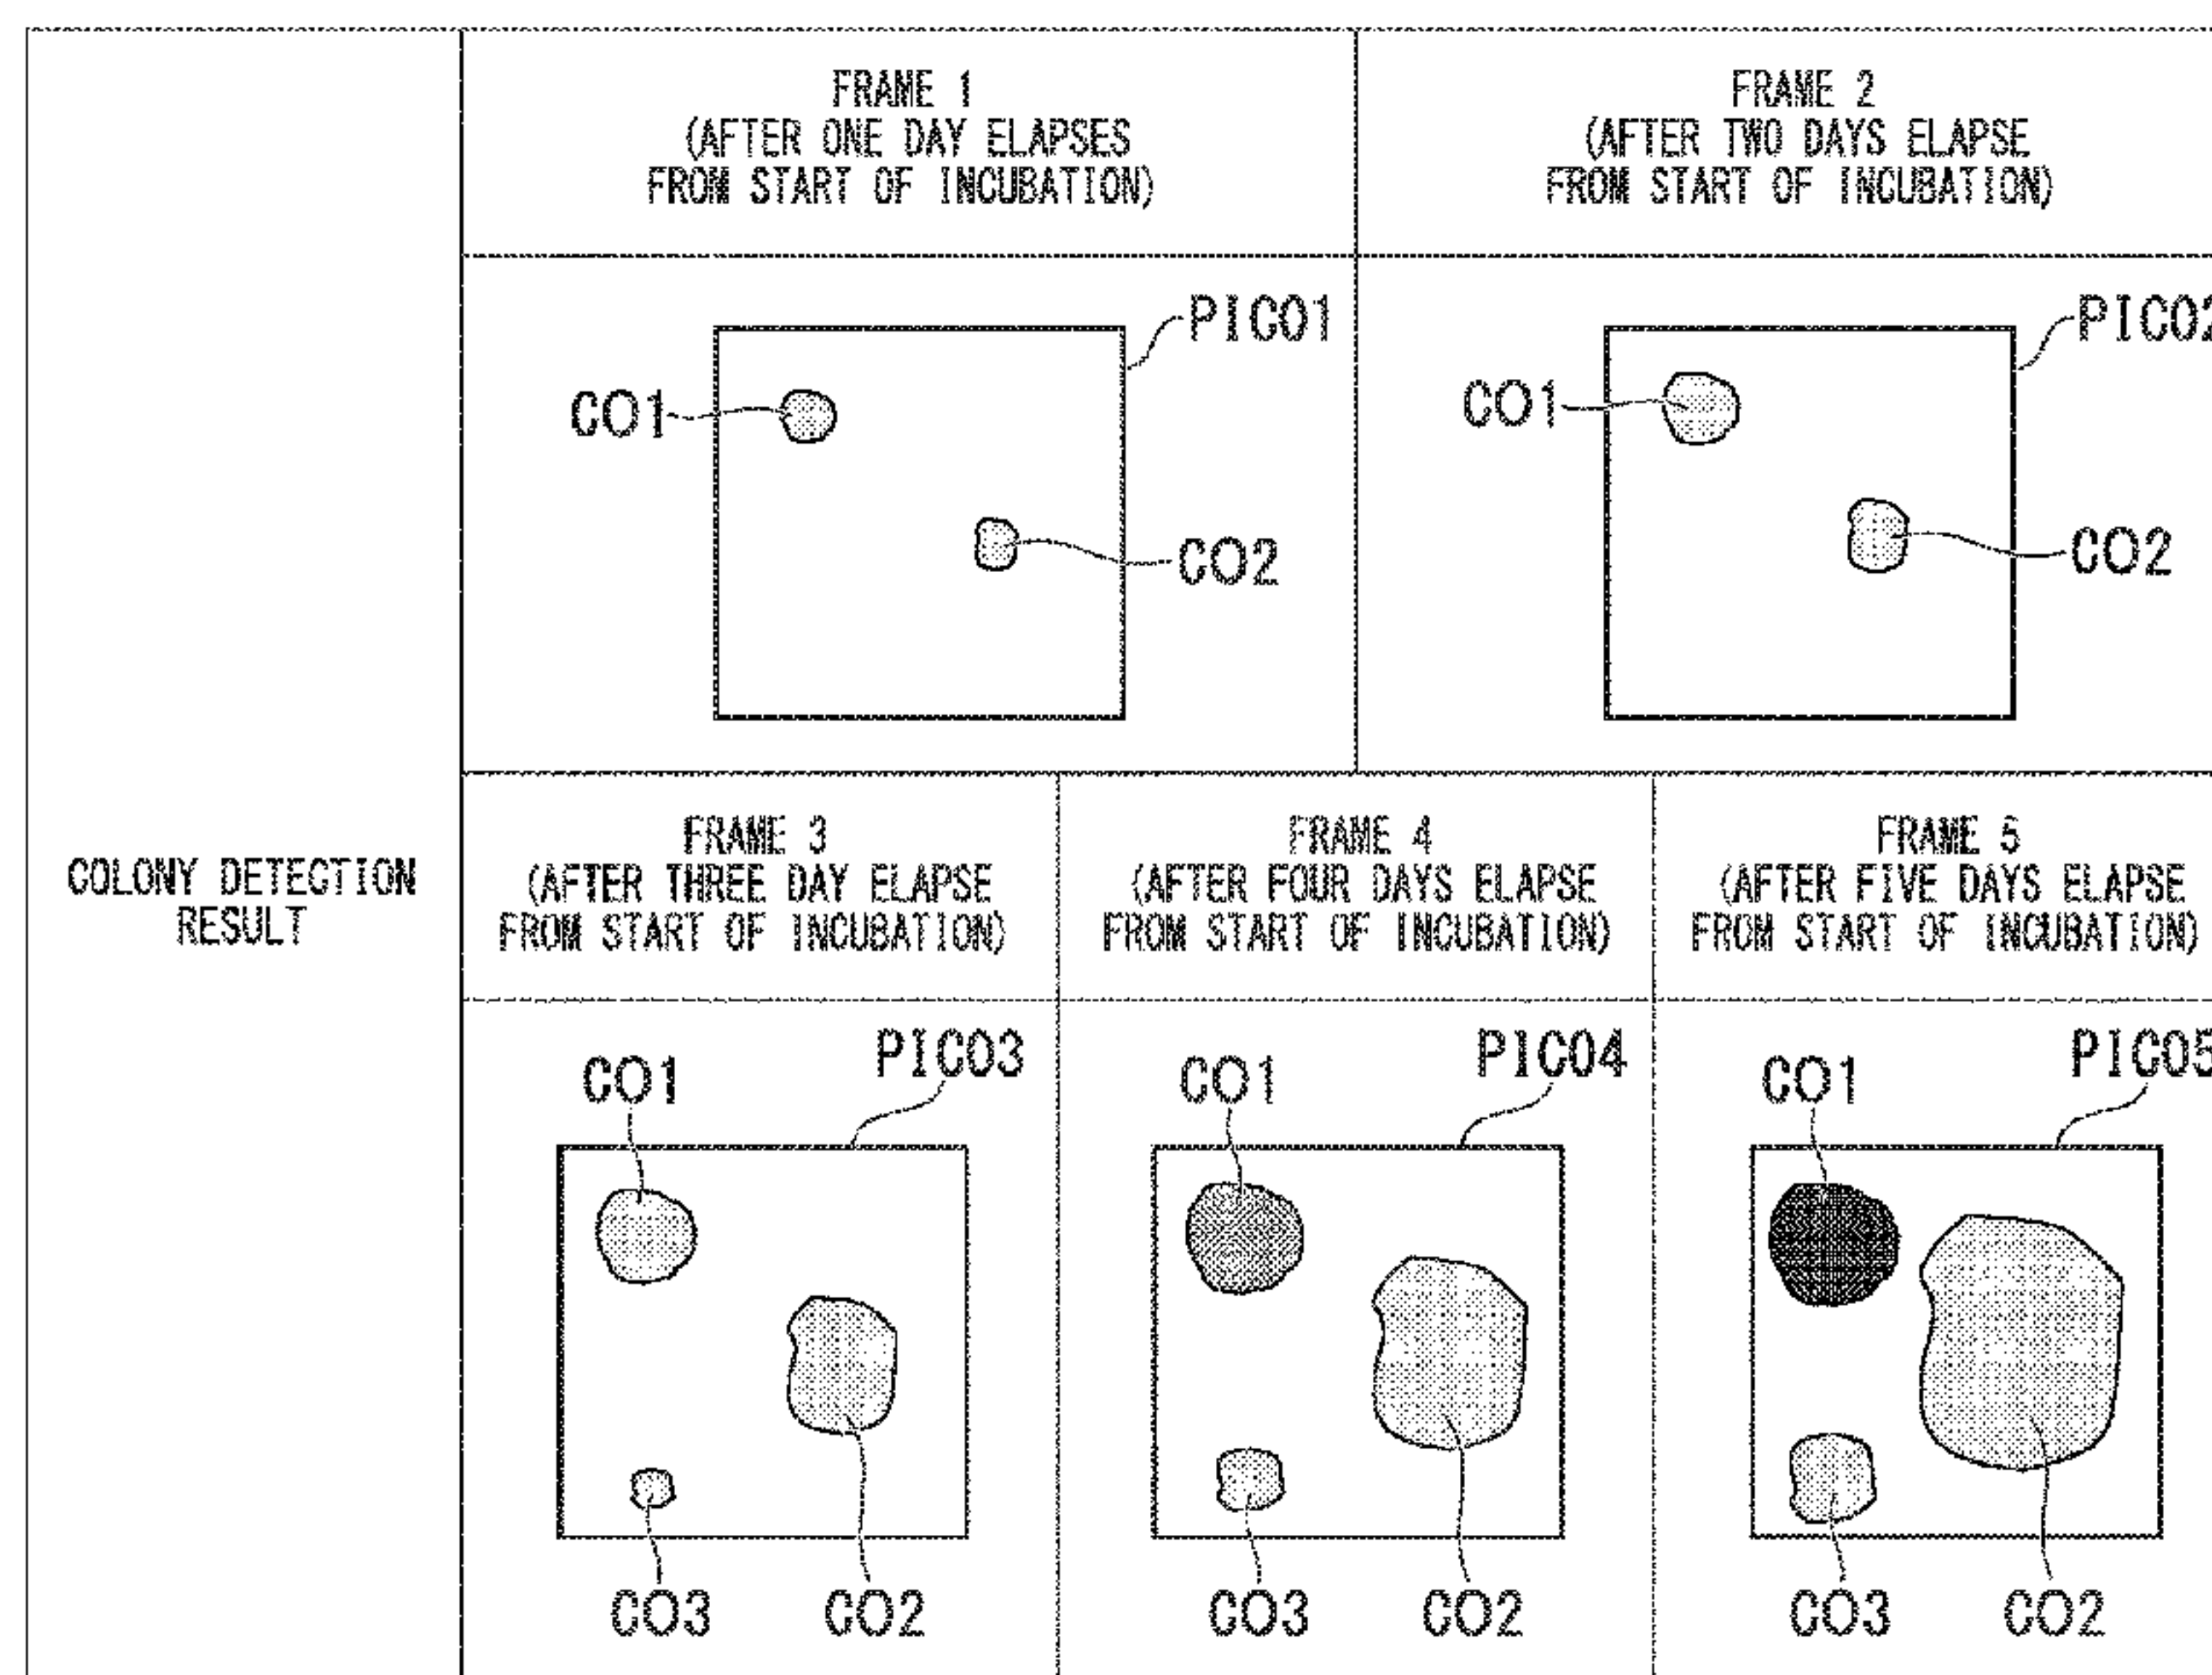 FRAME 1
(AFTER ONE DAY ELAPSES
FROM START OF INCUBATION)
FRAME 2
(AFTER TWO DAYS ELAPSE
FROM START OF INCUBATION)
PIC01
CO1
CO2
PIC02
CO1
CO2
COLONY DETECTION
RESULT
FRAME 3
(AFTER THREE DAY ELAPSE
FROM START OF INCUBATION)
FRAME 4
(AFTER FOUR DAYS ELAPSE
FROM START OF INCUBATION)
FRAME 5
(AFTER FIVE DAYS ELAPSE
FROM START OF INCUBATION)
CO1
PIC03
CO3
CO2
CO1
PIC04
CO3
CO2
CO1
PIC05
CO3
CO2